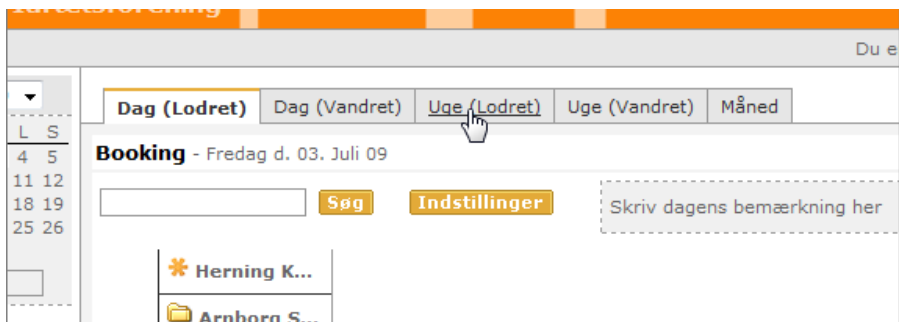 Idrætsforening
Du e
Dag (Lodret) Dag (Vandret) Uge (Lodret) Uge (Vandret) Måned
L S
4 5
11 12
18 19
25 26
Booking - Fredag d. 03. Juli 09
Søg Indstillinger Skriv dagens bemærkning her
Herning K...
Arnborg S...